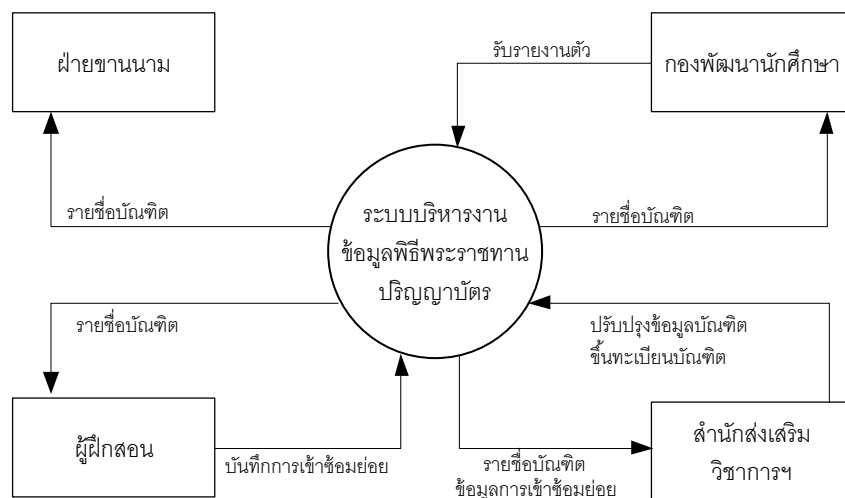 รับรายงานตัว
ฝ่ายขานนาม
กองพัฒนานักศึกษา
รายชื่อบัณฑิต
ระบบบริหารงาน
ข้อมูลพิธีพระราชทาน
ปริญญาบัตร
รายชื่อบัณฑิต
รายชื่อบัณฑิต
ปรับปรุงข้อมูลบัณฑิต
ขึ้นทะเบียนบัณฑิต
ผู้ฝึกสอน
บันทึกการเข้าซ้อมย่อย
รายชื่อบัณฑิต
ข้อมูลการเข้าซ้อมย่อย
สำนักส่งเสริม
วิชาการฯ